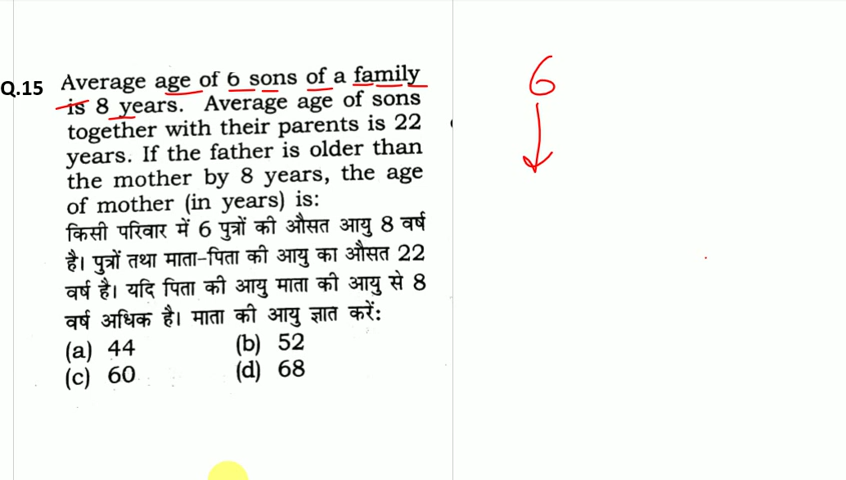 Q.15 Average age of 6 sons of a family
is 8 years. Average age of sons
together with their parents is 22
years. If the father is older than
the mother by 8 years, the age
of mother (in years) is:
किसी परिवार में 6 पुत्रों की औसत आयु 8 वर्ष
है। पुत्रों तथा माता-पिता की आयु का औसत 22
वर्ष है। यदि पिता की आयु माता की आयु से 8
वर्ष अधिक है। माता की आयु ज्ञात करें:
(a) 44 (b) 52
(c) 60 (d) 68
6